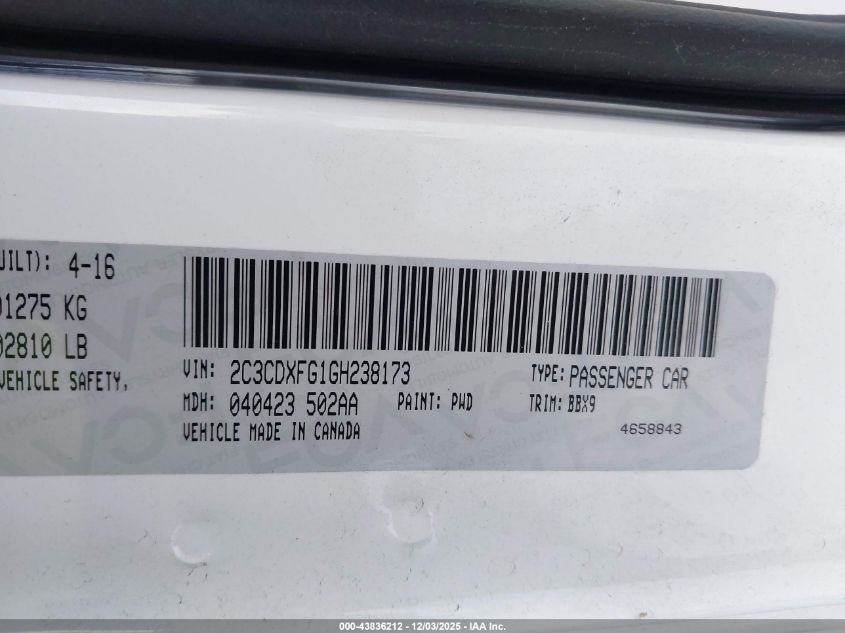 UILT): 4-16
01275 KG
02810 LB
VEHICLE SAFETY,
VIN: 2C3CDXFG1GH238173
TYPE: PASSENGER CAR
MDH: 040423 502AA
PAINT: PWD
TRIM: BBX9
VEHICLE MADE IN CANADA
4658843
000-43836212 - 12/03/2025 - IAA Inc.